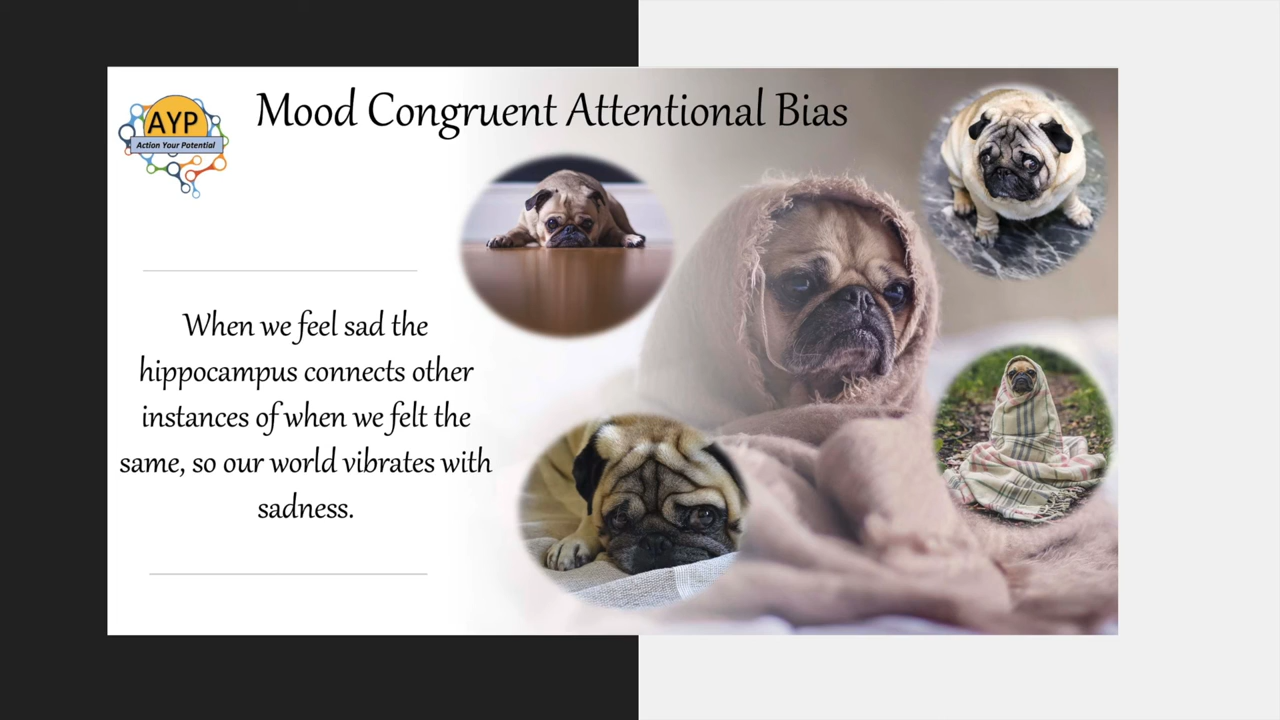 AYP
Action Your Potential
Mood Congruent Attentional Bias
When we feel sad the
hippocampus connects other
instances of when we felt the
same, so our world vibrates with
sadness.